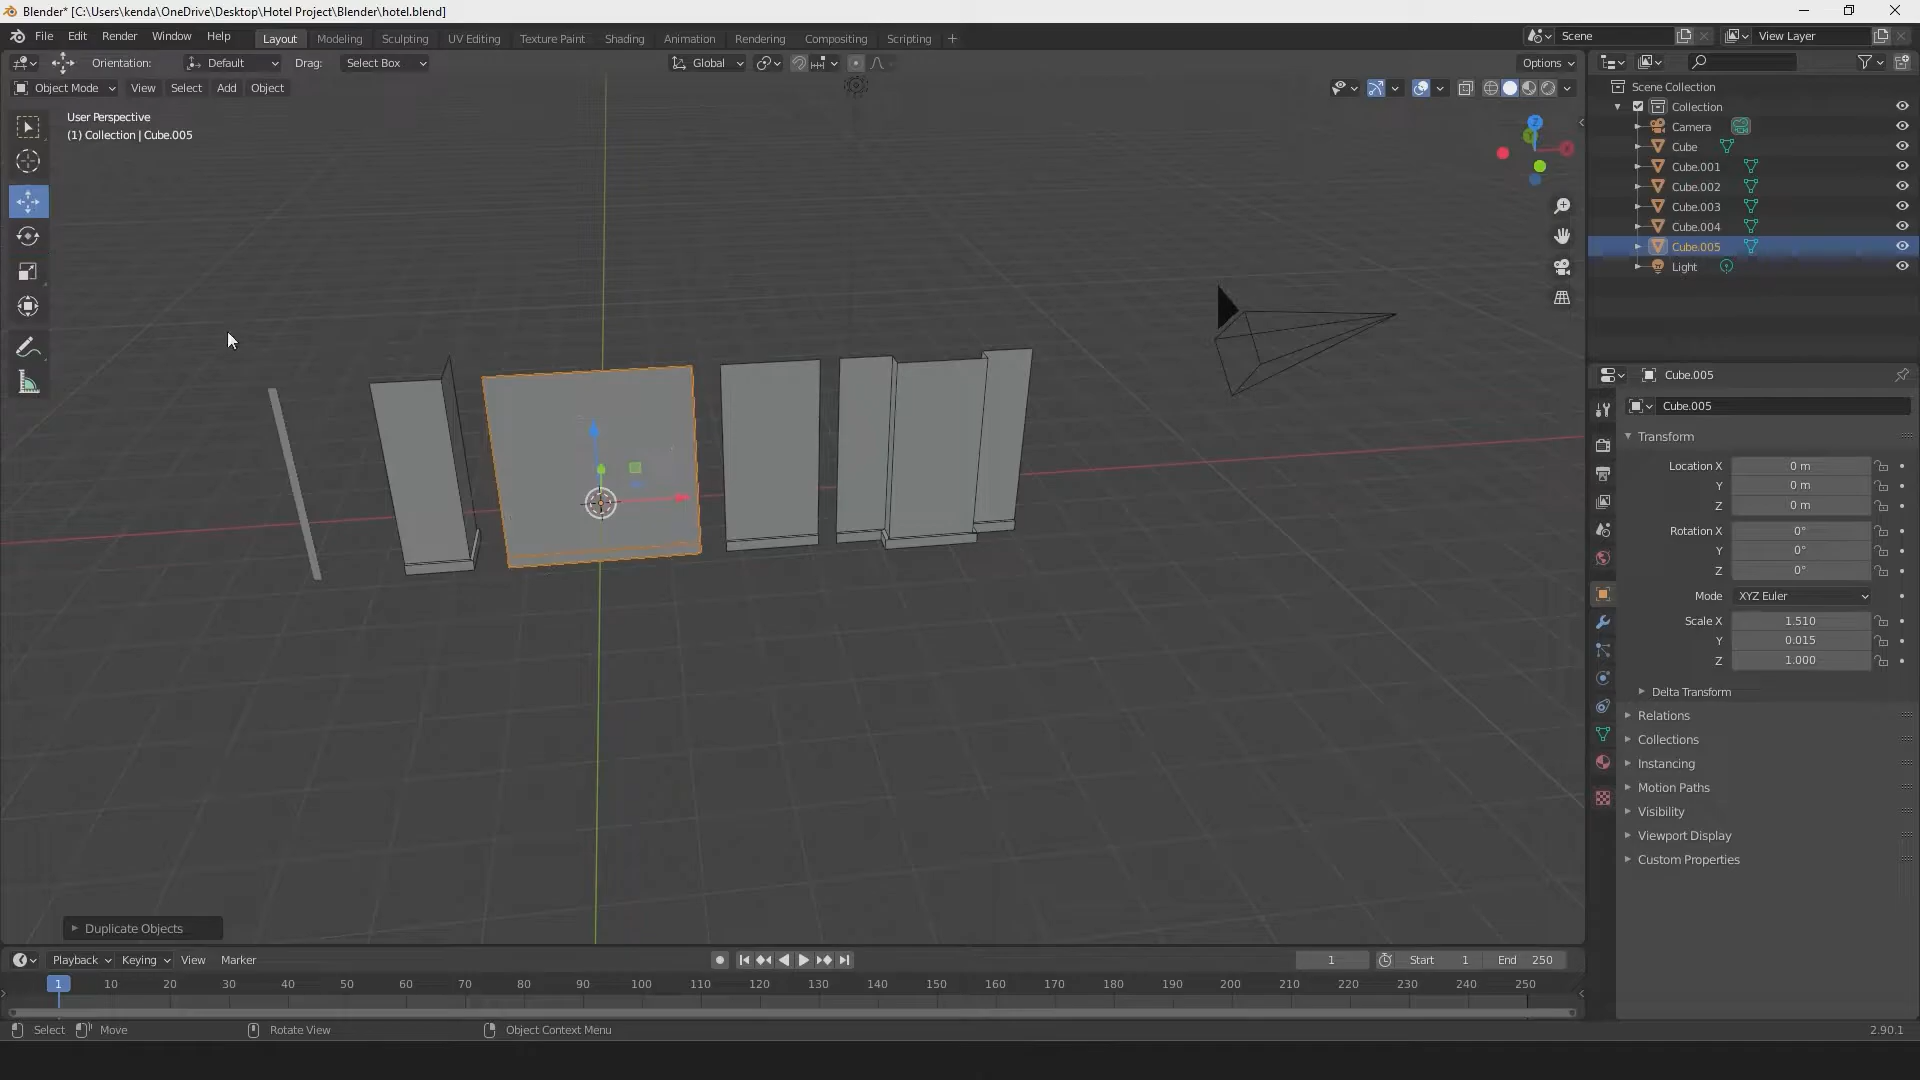 Blender* [C:\Users\kenda\OneDrive\Desktop\Hotel Project\Blender\hotel.blend]
File Edit Render Window Help Layout Modeling Sculpting UV Editing Texture Paint Shading Animation Rendering Compositing Scripting + Scene View Layer
Orientation: Default Drag: Select Box Global Options
Object Mode View Select Add Object
User Perspective
(1) Collection | Cube.005
Z
Scene Collection
Collection
Camera
Cube
Cube.001
Cube.002
Cube.003
Cube.004
Cube.005
Light
Cube.005
Cube.005
Transform
Location X 0 m
Y 0 m
Z 0 m
Rotation X 0°
Y 0°
Z 0°
Mode XYZ Euler
Scale X 1.510
Y 0.015
Z 1.000
Delta Transform
Relations
Collections
Instancing
Motion Paths
Visibility
Viewport Display
Custom Properties
Duplicate Objects
Playback Keying View Marker 1 Start 1 End 250
1 10 20 30 40 50 60 70 80 90 100 110 120 130 140 150 160 170 180 190 200 210 220 230 240 250
Select Move Rotate View Object Context Menu 2.90.1